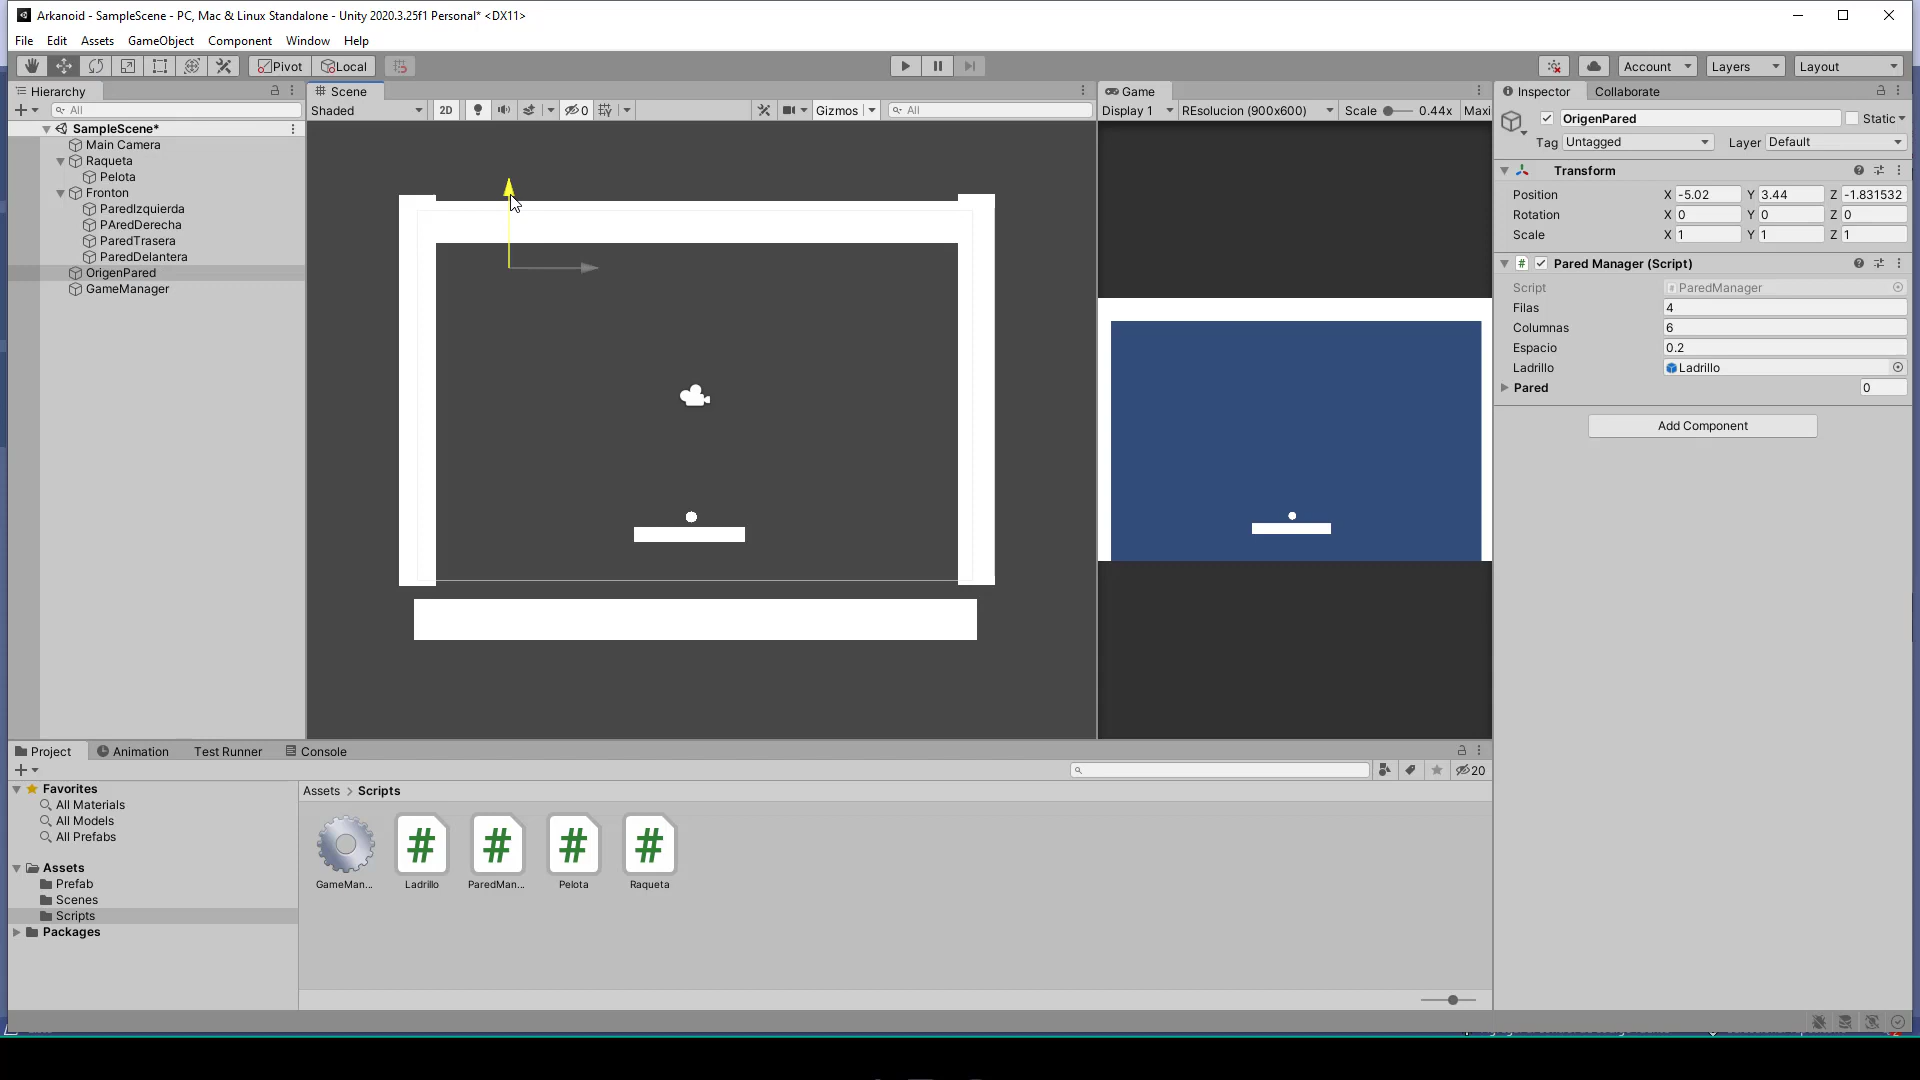 Arkanoid - SampleScene - PC, Mac & Linux Standalone - Unity 2020.3.25f1 Personal* <DX11>
File Edit Assets GameObject Component Window Help
Pivot Local Account Layers Layout
Hierarchy
All
SampleScene*
Main Camera
Raqueta
Pelota
Fronton
ParedIzquierda
PAredDerecha
ParedTrasera
ParedDelantera
OrigenPared
GameManager
Scene
Shaded 2D 0 Gizmos All
Game
Display 1 REsolucion (900x600) Scale 0.44x Maxi
Inspector Collaborate
OrigenPared Static
Tag Untagged Layer Default
Transform
Position X -5.02 Y 3.44 Z -1.831532
Rotation X 0 Y 0 Z 0
Scale X 1 Y 1 Z 1
# Pared Manager (Script)
Script ParedManager
Filas 4
Columnas 6
Espacio 0.2
Ladrillo Ladrillo
Pared 0
Add Component
Project Animation Test Runner Console
20
Favorites
All Materials
All Models
All Prefabs
Assets
Prefab
Scenes
Scripts
Packages
Assets > Scripts
# # # #
GameMan... Ladrillo ParedMan... Pelota Raqueta